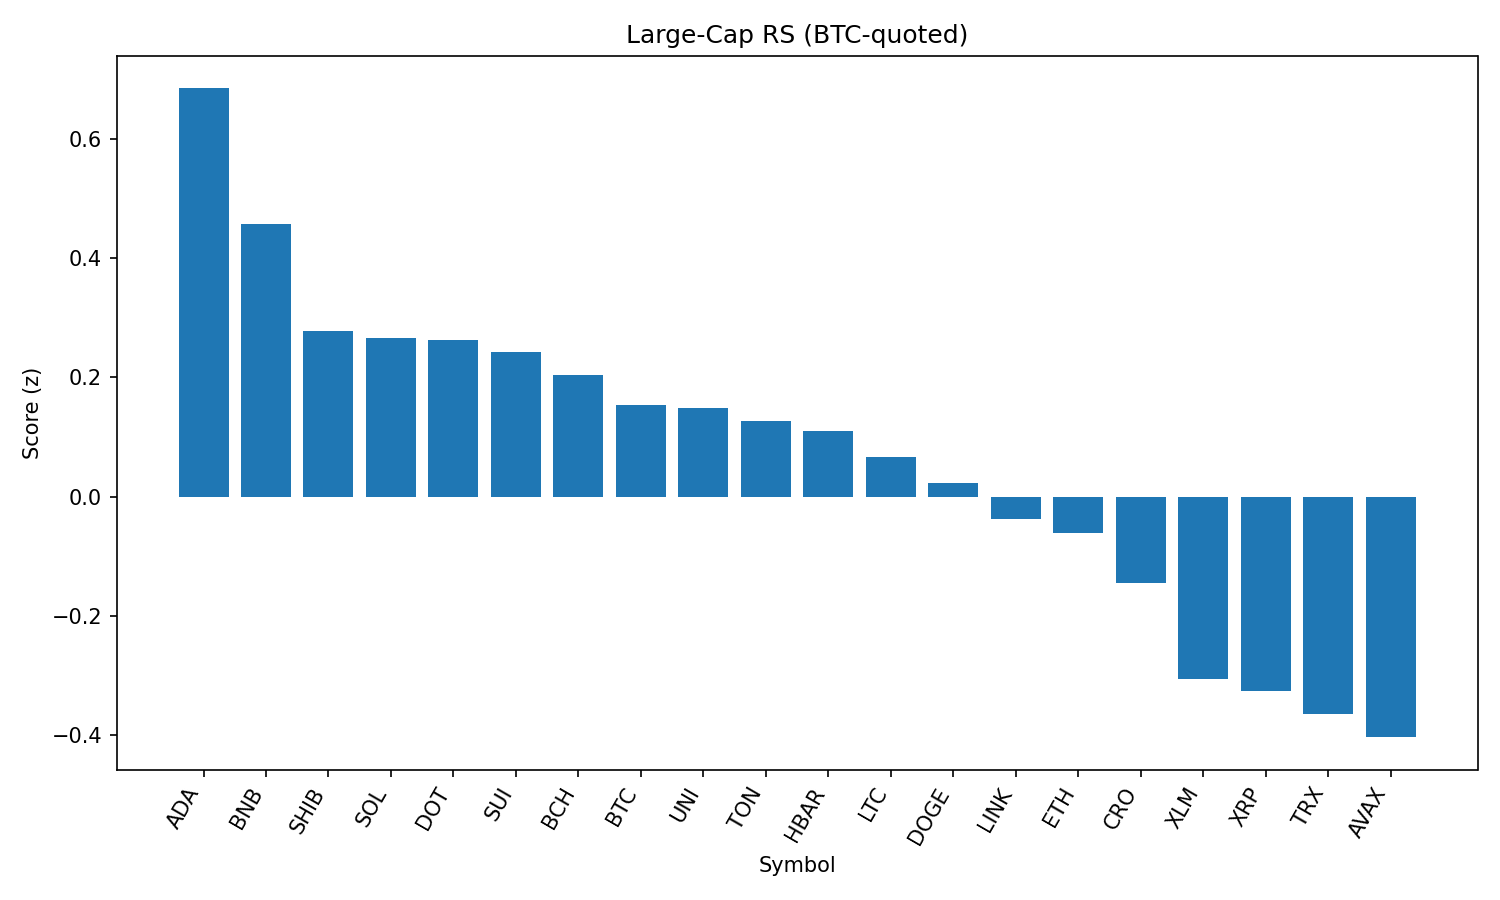 Large-Cap RS (BTC-quoted)
Score (z)
0.6
0.4
0.2
0.0
−0.2
−0.4
ADA
BNB
SHIB
SOL
DOT
SUI
BCH
BTC
UNI
TON
HBAR
LTC
DOGE
LINK
ETH
CRO
XLM
XRP
TRX
AVAX
Symbol